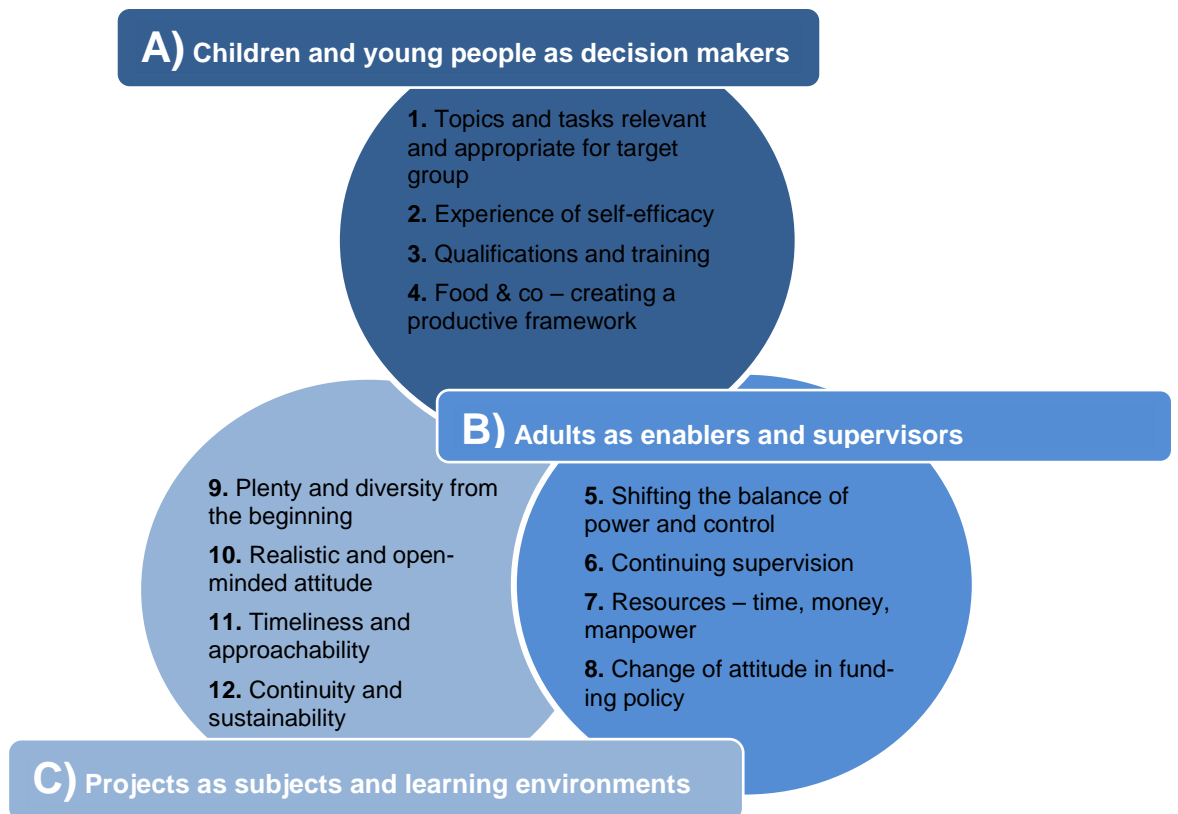 A) Children and young people as decision makers
1. Topics and tasks relevant
and appropriate for target
group
2. Experience of self-efficacy
3. Qualifications and training
4. Food & co – creating a
productive framework
B) Adults as enablers and supervisors
5. Shifting the balance of
power and control
6. Continuing supervision
7. Resources – time, money,
manpower
8. Change of attitude in fund-
ing policy
9. Plenty and diversity from
the beginning
10. Realistic and open-
minded attitude
11. Timeliness and
approachability
12. Continuity and
sustainability
C) Projects as subjects and learning environments